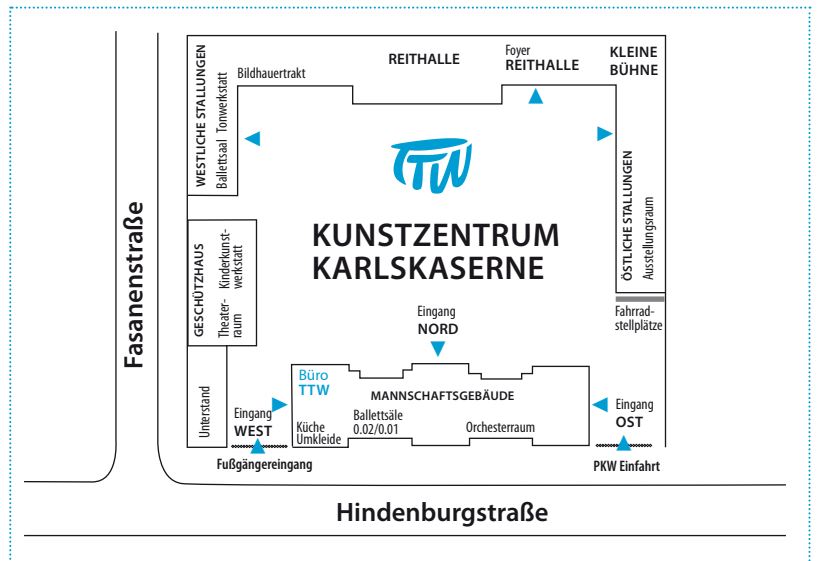 WESTLICHE STALLUNGEN
Ballettsaal Tonwerkstatt
Bildhauertrakt
REITHALLE
Foyer
REITHALLE
KLEINE
BÜHNE
TTW
KUNSTZENTRUM
KARLSKASERNE
ÖSTLICHE STALLUNGEN
Ausstellungsraum
Fahrrad-
stellplätze
Fasanenstraße
GESCHÜTZHAUS
Theater-
raum
Kinderkunst-
werkstatt
Eingang
NORD
Unterstand
Büro
TTW
MANNSCHAFTSGEBÄUDE
Eingang
WEST
Küche
Umkleide
Ballettsäle
0.02/0.01
Orchesterraum
Eingang
OST
Fußgängereingang
PKW Einfahrt
Hindenburgstraße